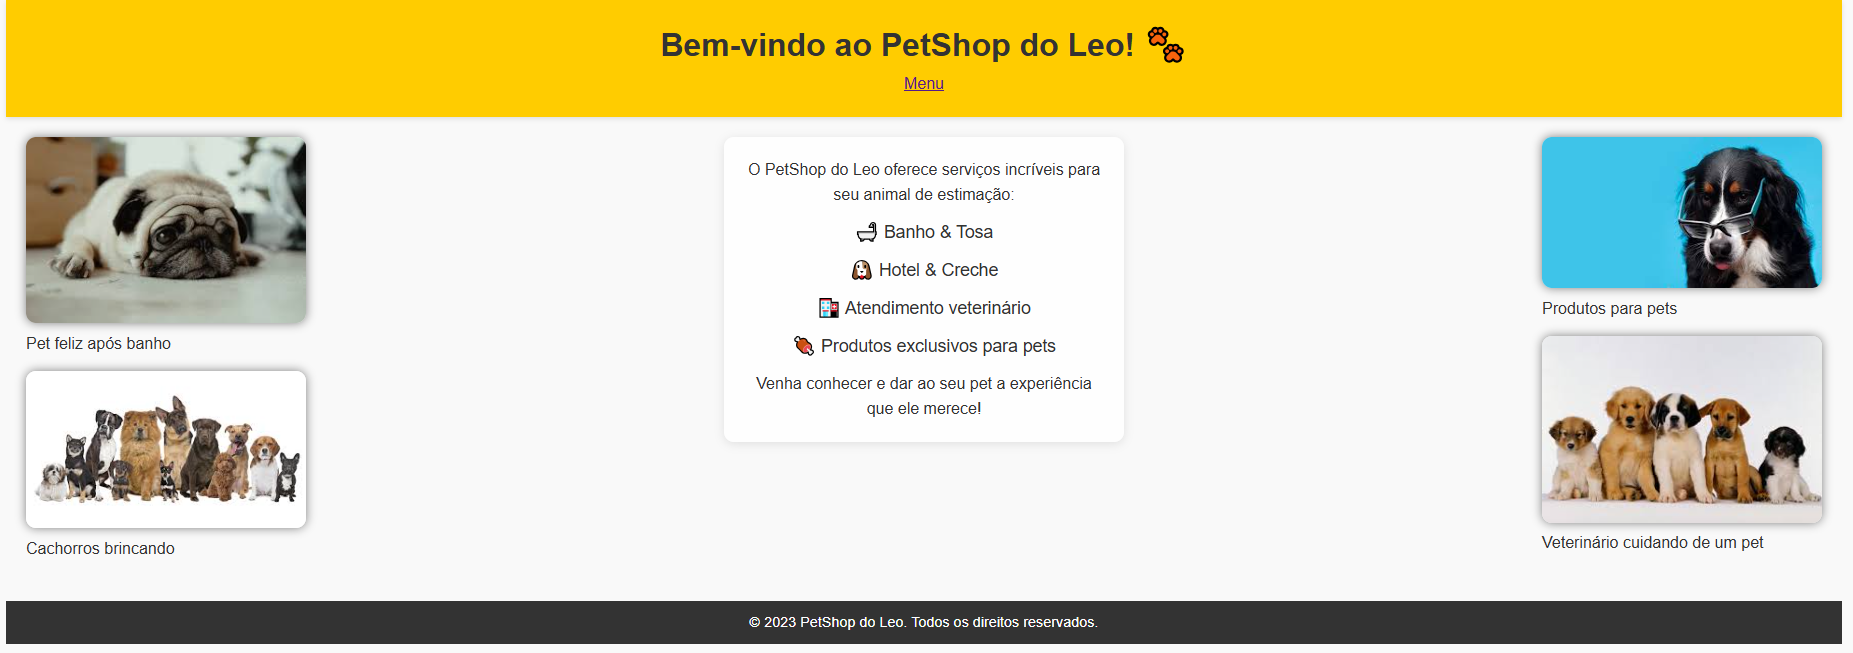 Bem-vindo ao PetShop do Leo!
Menu
Pet feliz após banho
Cachorros brincando
O PetShop do Leo oferece serviços incríveis para
seu animal de estimação:
Banho & Tosa
Hotel & Creche
Atendimento veterinário
Produtos exclusivos para pets
Venha conhecer e dar ao seu pet a experiência
que ele merece!
Produtos para pets
Veterinário cuidando de um pet
© 2023 PetShop do Leo. Todos os direitos reservados.